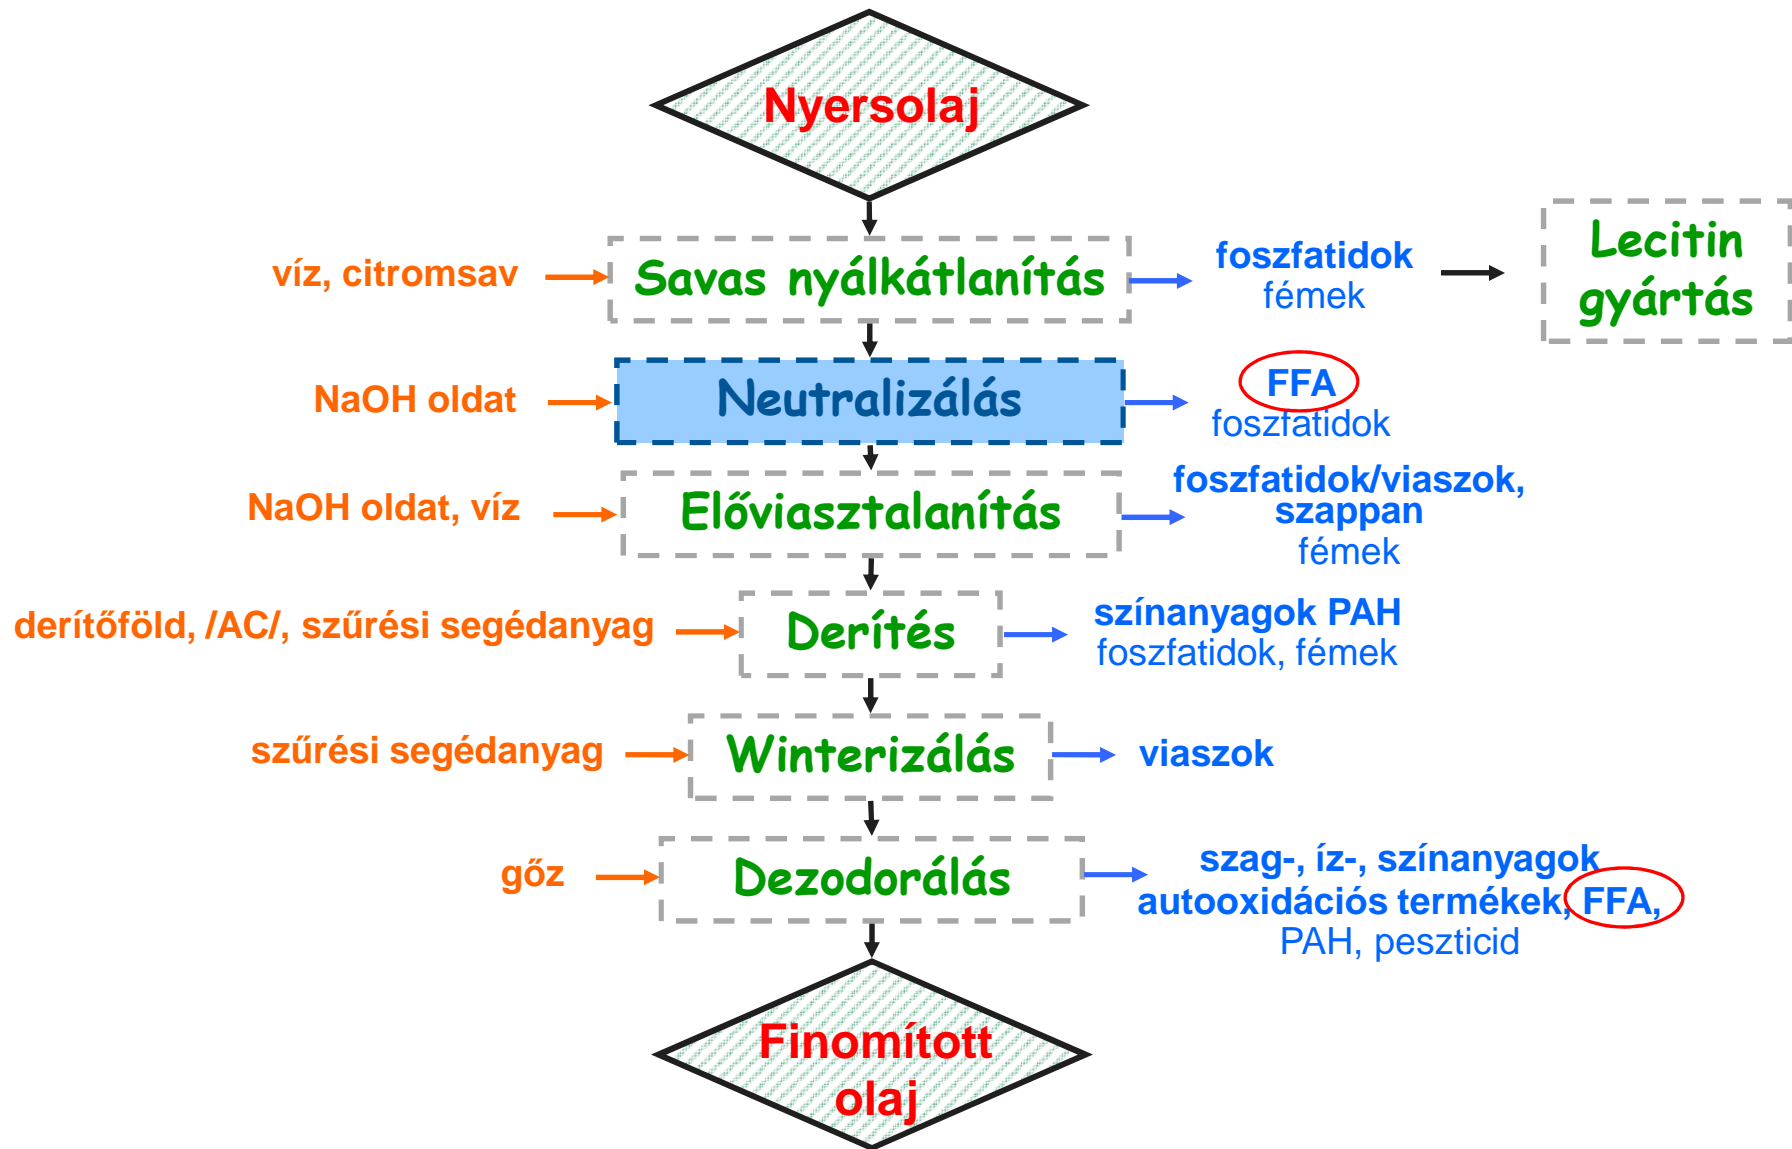 Nyersolaj
víz, citromsav
Savas nyálkátlanítás
foszfatidok
fémek
Lecitin
gyártás
NaOH oldat
Neutralizálás
FFA
foszfatidok
NaOH oldat, víz
Előviasztalanítás
foszfatidok/viaszok,
szappan
fémek
derítőföld, /AC/, szűrési segédanyag
Derítés
színanyagok PAH
foszfatidok, fémek
szűrési segédanyag
Winterizálás
viaszok
gőz
Dezodorálás
szag-, íz-, színanyagok
autooxidációs termékek, FFA,
PAH, peszticid
Finomított
olaj